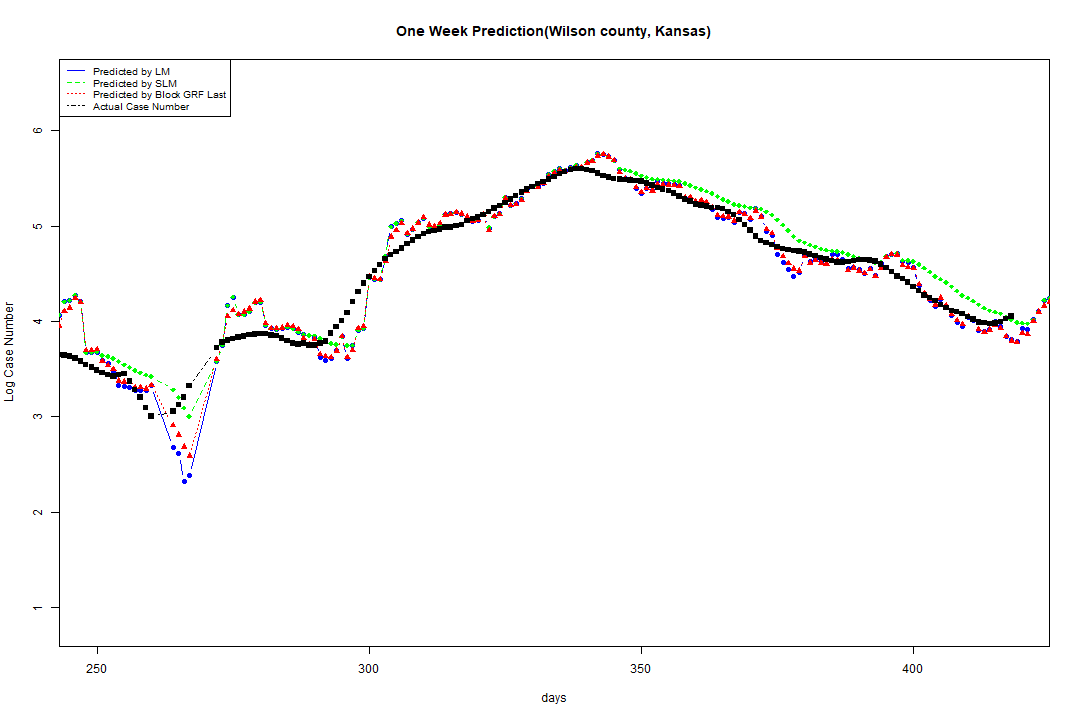 One Week Prediction(Wilson county, Kansas)
Predicted by LM
Predicted by SLM
Predicted by Block GRF Last
Actual Case Number
6
5
4
3
2
1
Log Case Number
250 300 350 400
days